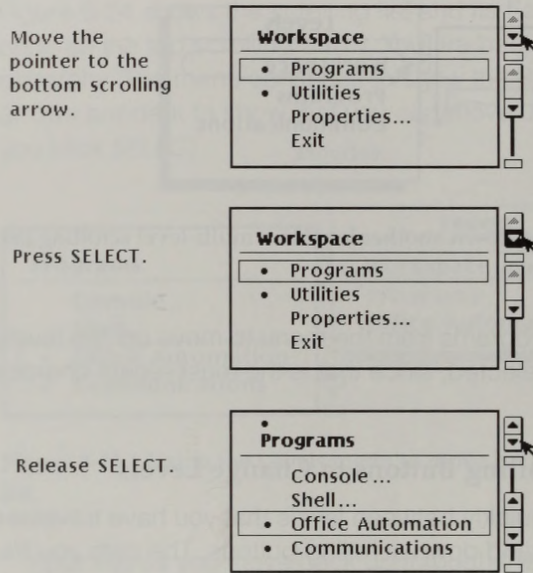 Move the
pointer to the
bottom scrolling
arrow.
Workspace
• Programs
• Utilities
Properties...
Exit
Press SELECT.
Workspace
• Programs
• Utilities
Properties...
Exit
Release SELECT.
•
Programs
Console...
Shell...
• Office Automation
• Communications